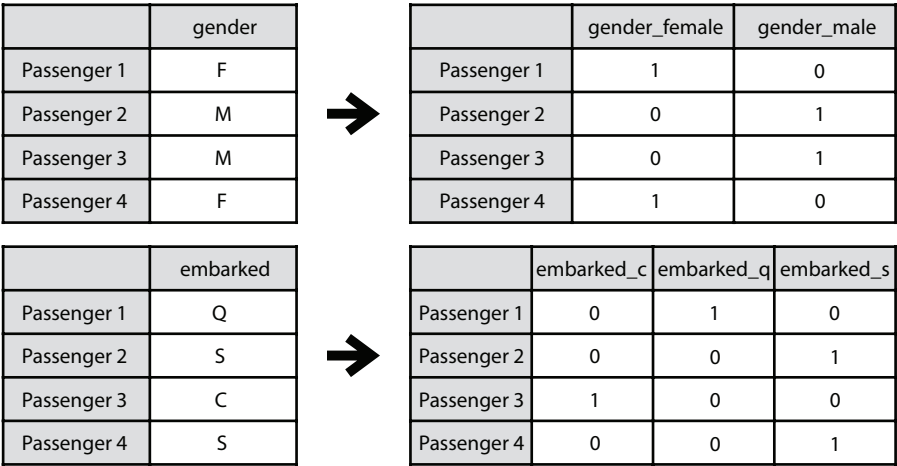 gender
Passenger 1 F
Passenger 2 M
Passenger 3 M
Passenger 4 F
gender_female gender_male
Passenger 1 1 0
Passenger 2 0 1
Passenger 3 0 1
Passenger 4 1 0
embarked
Passenger 1 Q
Passenger 2 S
Passenger 3 C
Passenger 4 S
embarked_c embarked_q embarked_s
Passenger 1 0 1 0
Passenger 2 0 0 1
Passenger 3 1 0 0
Passenger 4 0 0 1